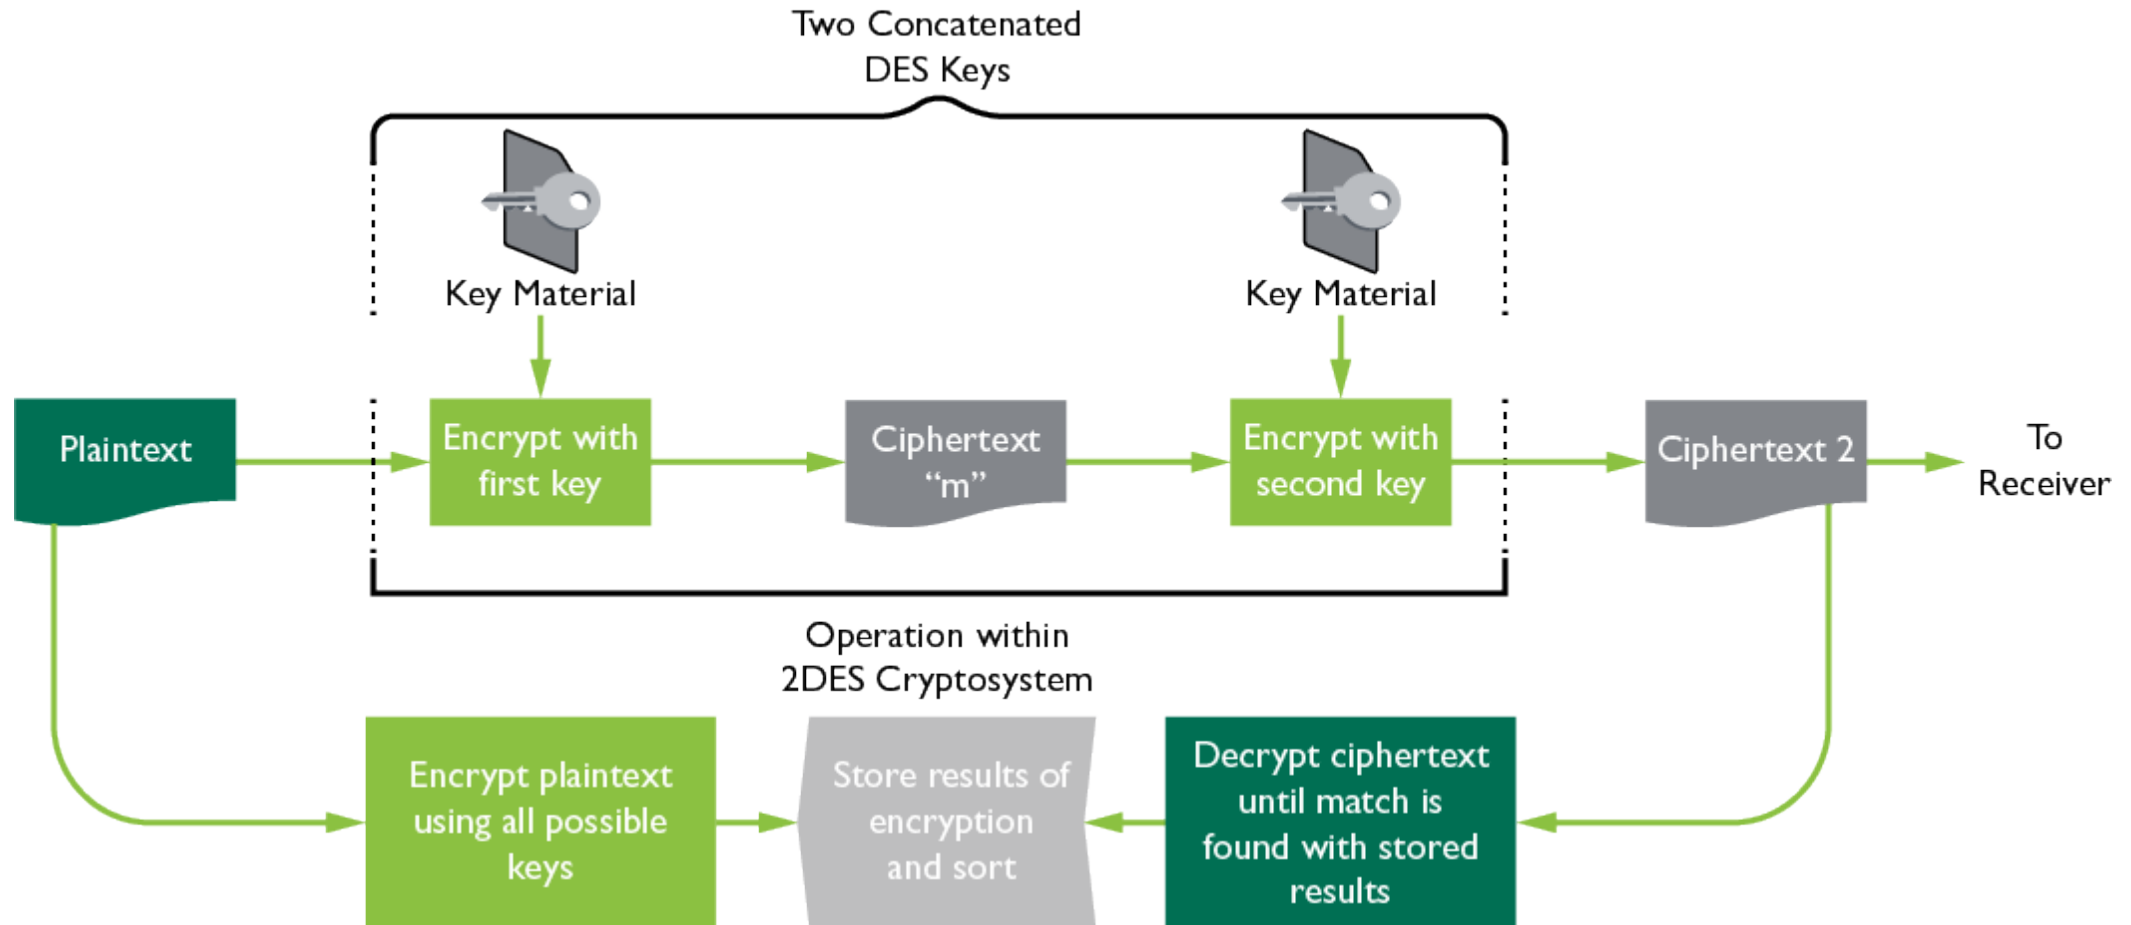 Two Concatenated
DES Keys
Key Material
Key Material
Plaintext
Encrypt with
first key
Ciphertext
“m”
Encrypt with
second key
Ciphertext 2
To
Receiver
Operation within
2DES Cryptosystem
Encrypt plaintext
using all possible
keys
Store results of
encryption
and sort
Decrypt ciphertext
until match is
found with stored
results